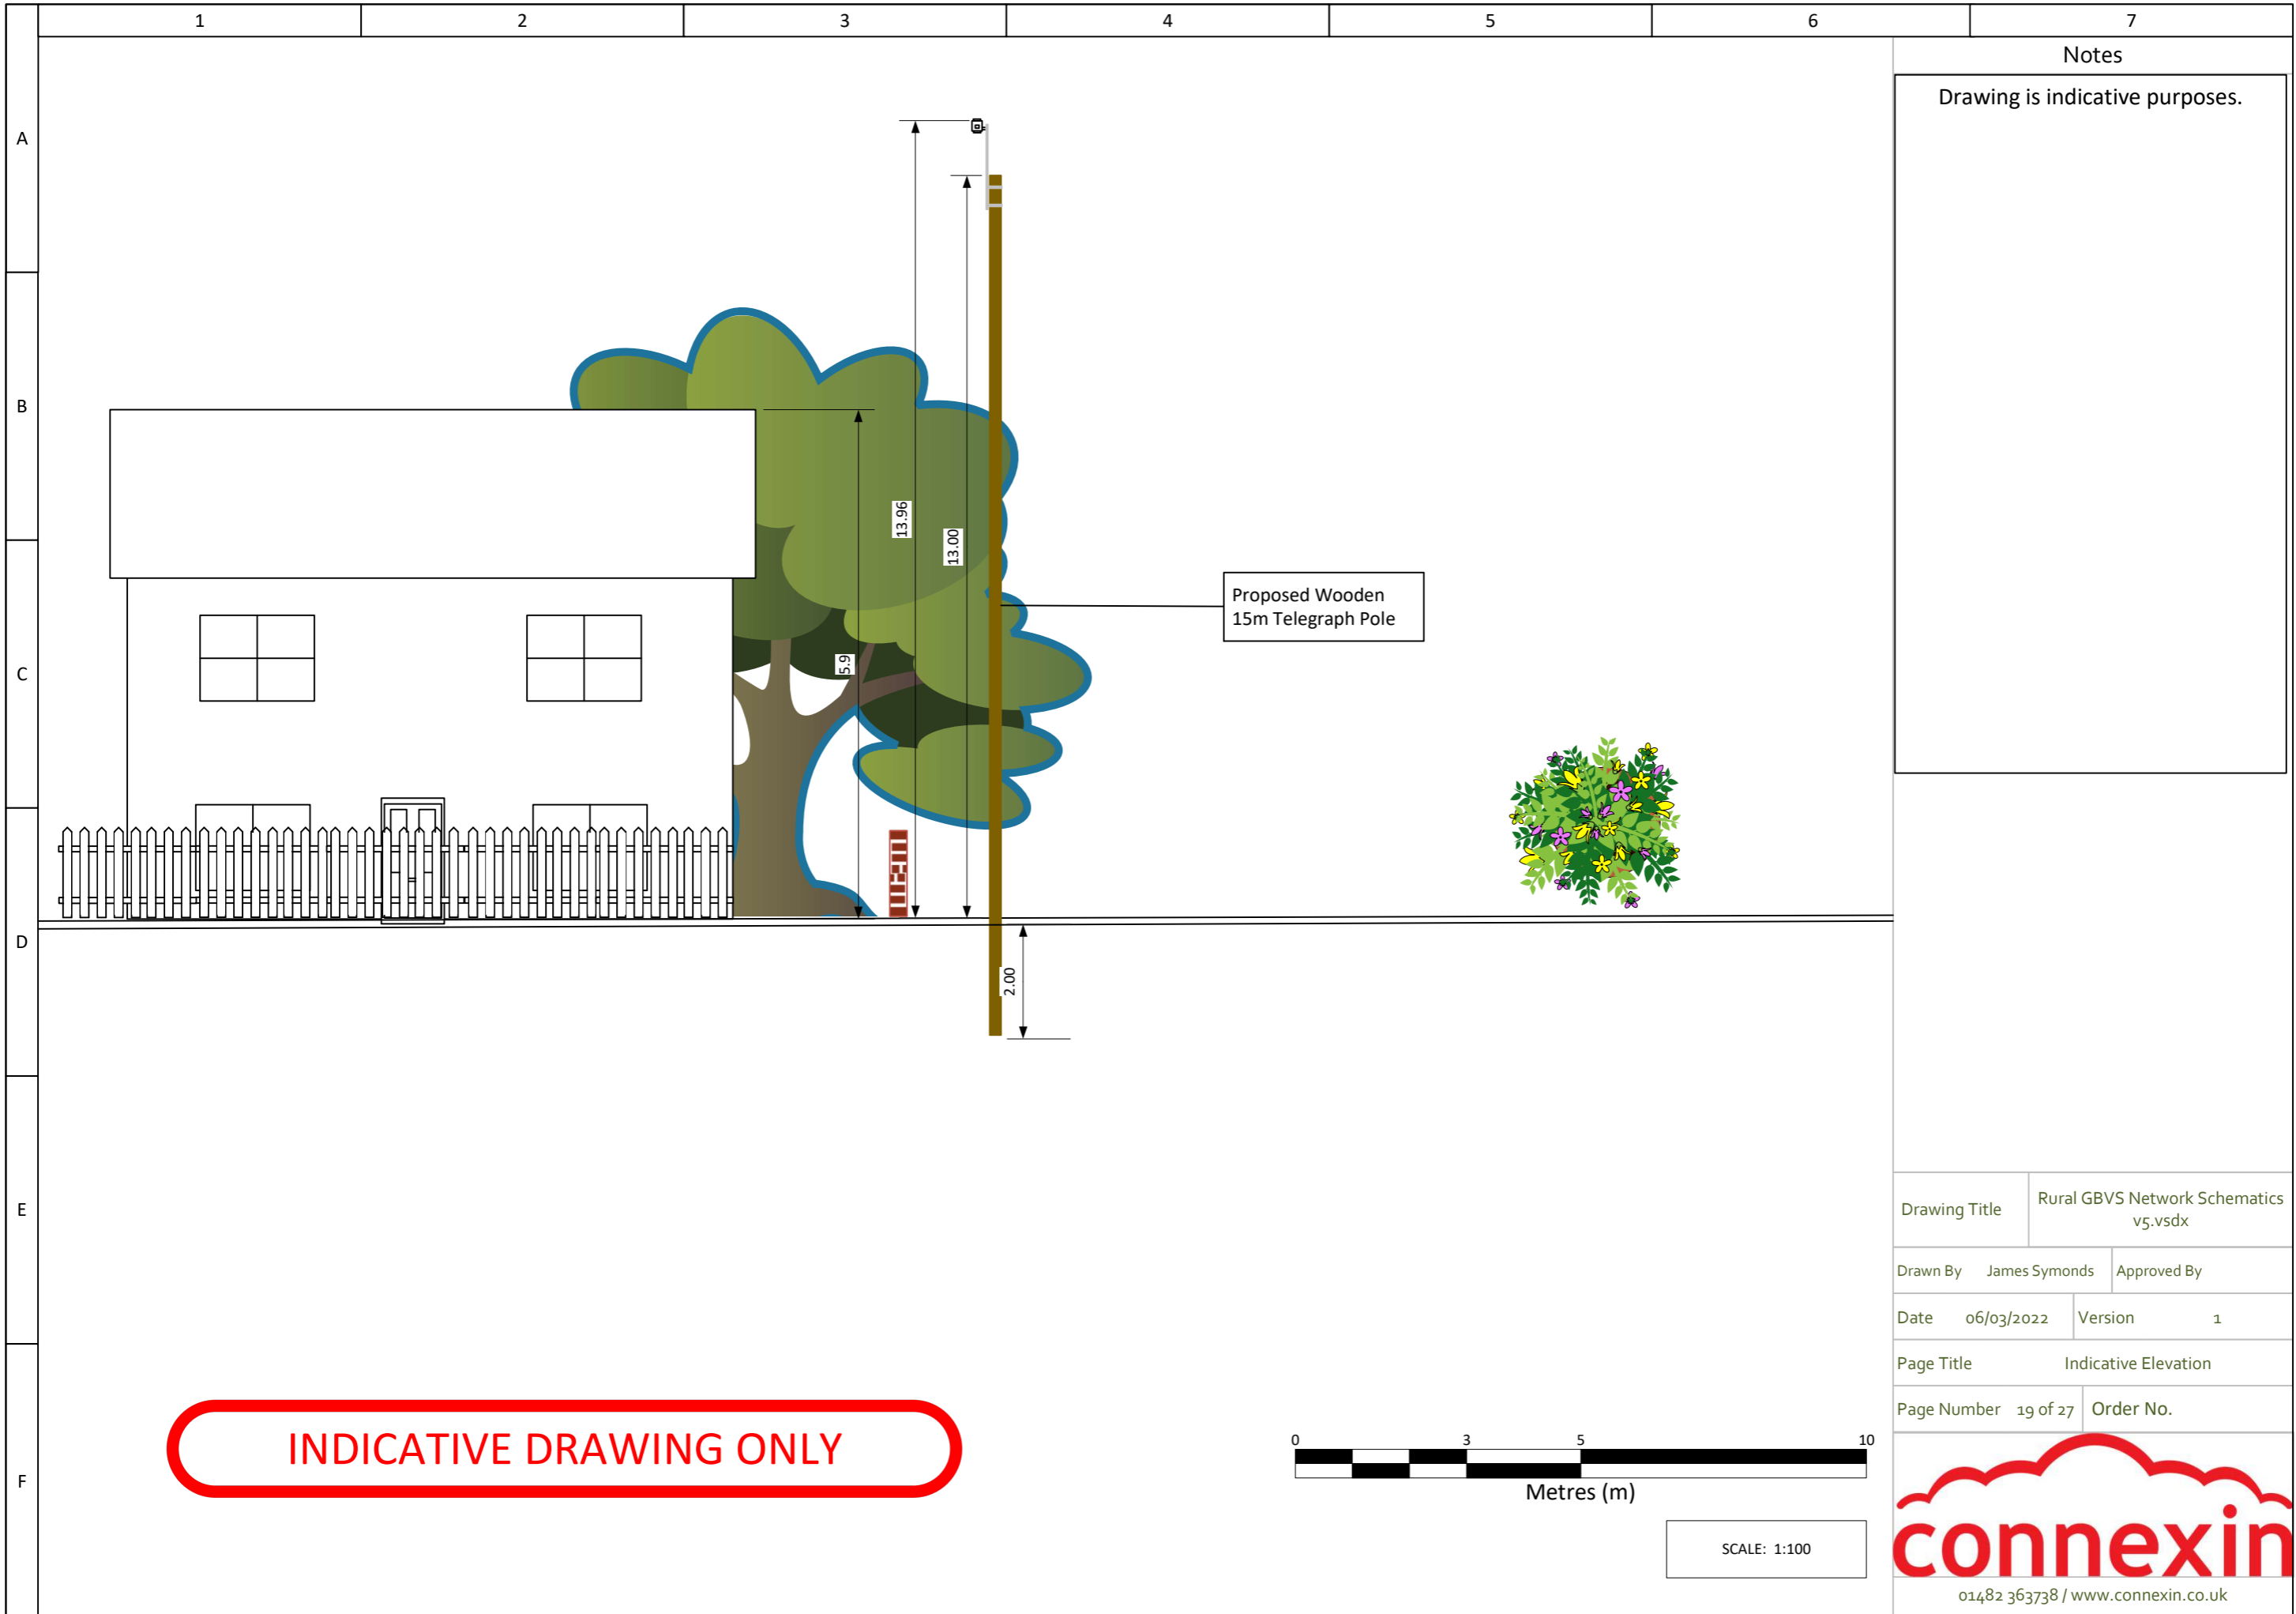 1
2
3
4
5
6
7
A
B
C
D
E
F
Notes
Drawing is indicative purposes.
13.96
13.00
5.9
2.00
Proposed Wooden
15m Telegraph Pole
INDICATIVE DRAWING ONLY
0 3 5 10
Metres (m)
SCALE: 1:100
Drawing Title
Rural GBVS Network Schematics
v5.vsdx
Drawn By James Symonds Approved By
Date 06/03/2022 Version 1
Page Title Indicative Elevation
Page Number 19 of 27 Order No.
connexin
01482 363738 / www.connexin.co.uk